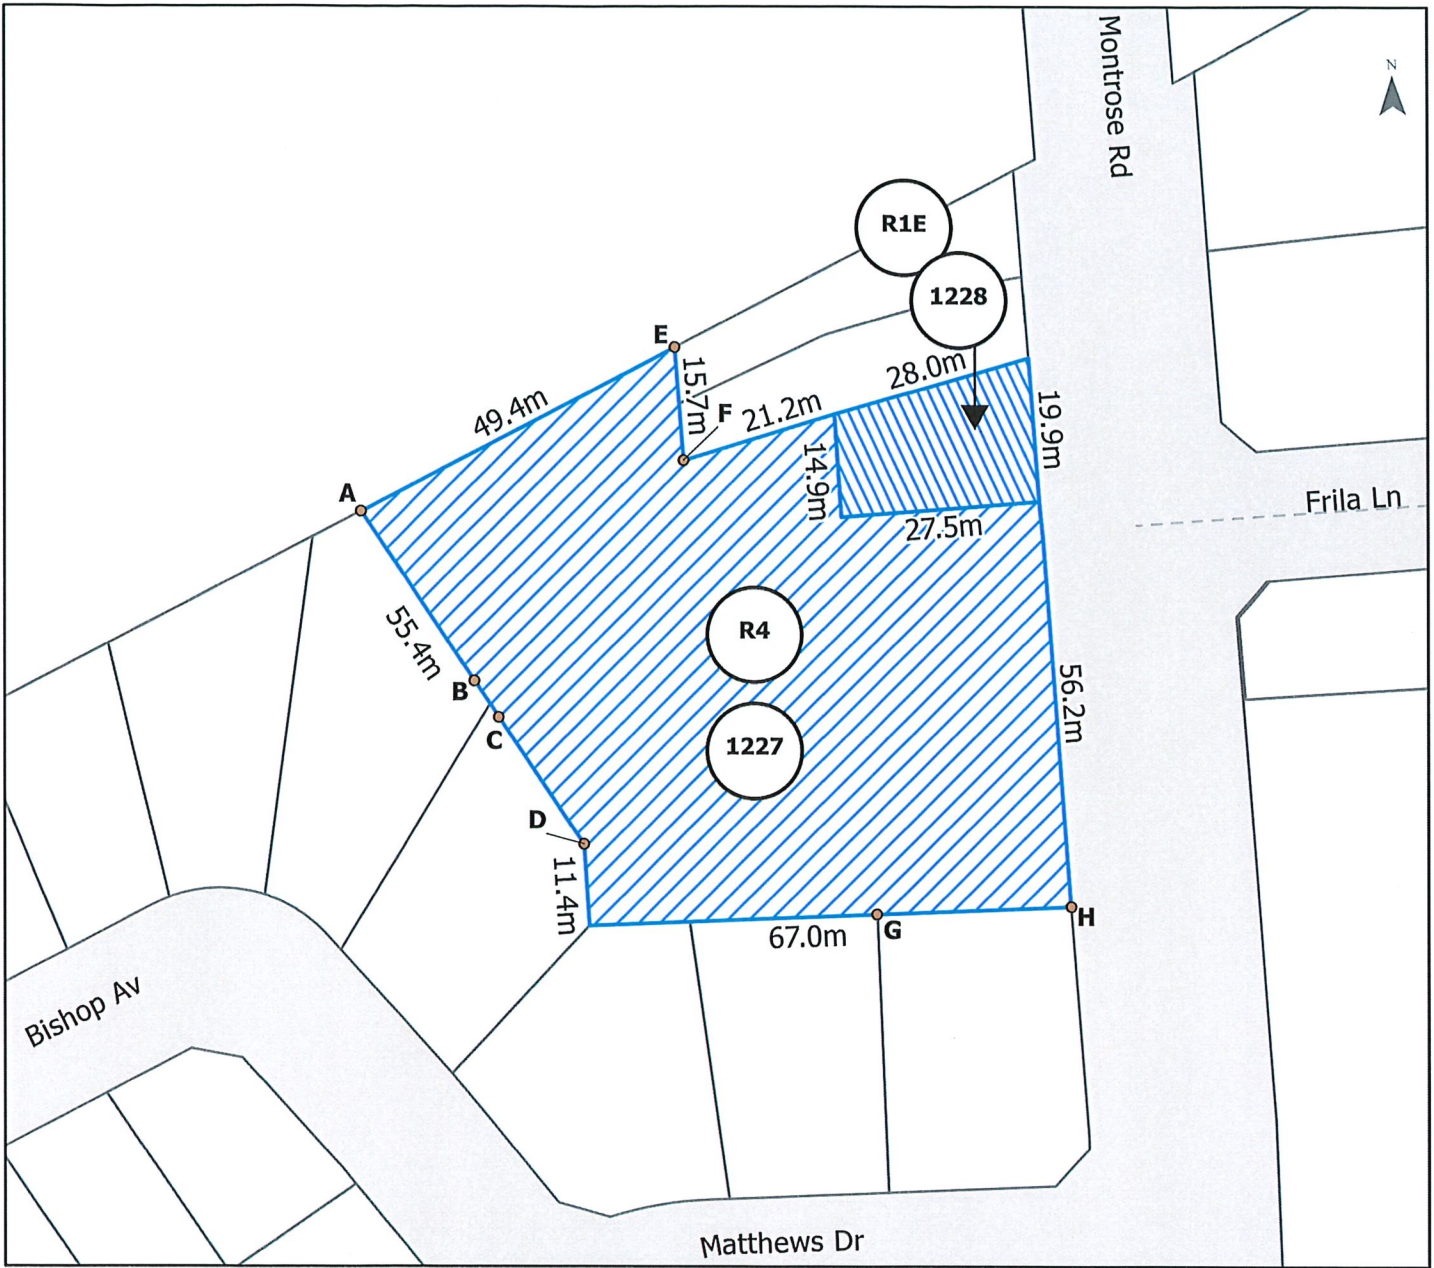 Montrose Rd
N
R1E
1228
E
15.7m
F
28.0m
21.2m
49.4m
19.9m
14.9m
27.5m
A
Frila Ln
55.4m
R4
B
C
1227
56.2m
D
11.4m
67.0m
G
H
Bishop Av
Matthews Dr